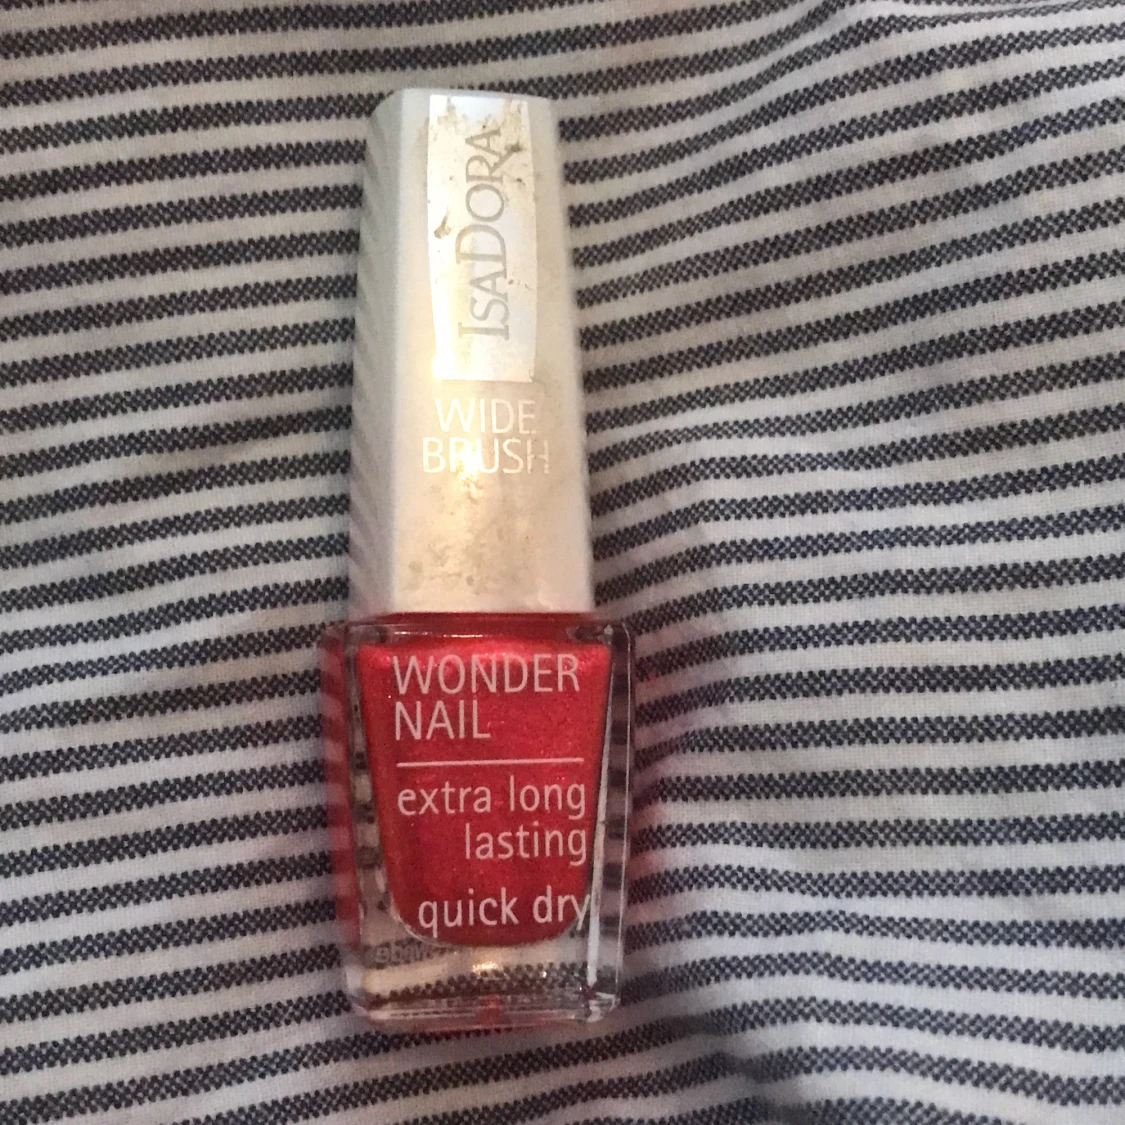 ISADORA
WIDE
BRUSH
WONDER
NAIL
extra long
lasting
quick dry